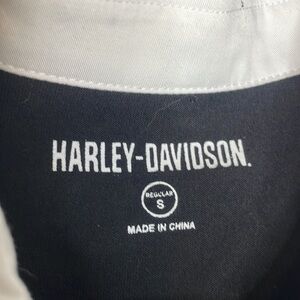 HARLEY-DAVIDSON.
REGULAR
S
MADE IN CHINA